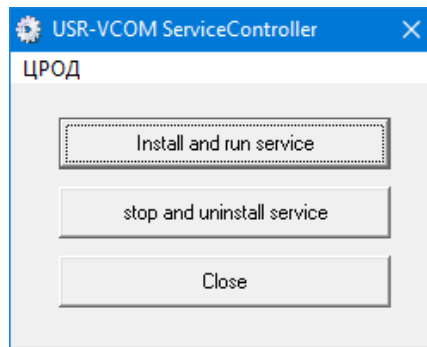 USR-VCOM ServiceController
ЦРОД
Install and run service
stop and uninstall service
Close